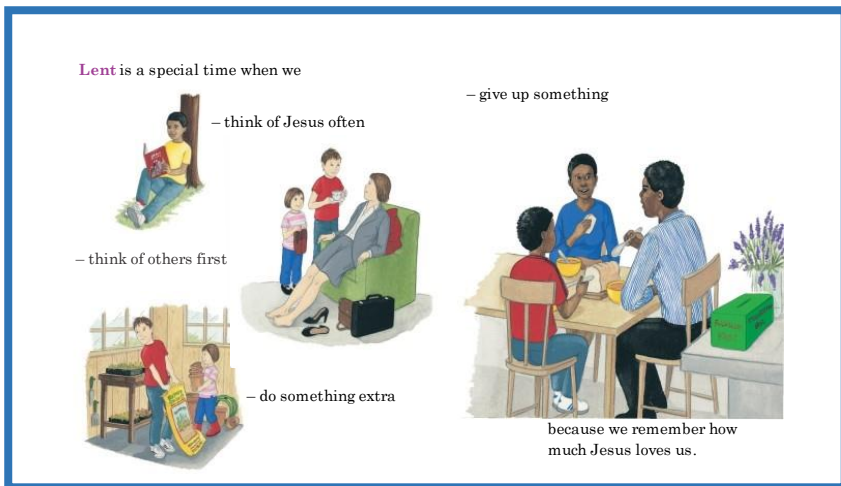 Lent is a special time when we
– think of Jesus often
– think of others first
– do something extra
– give up something
because we remember how
much Jesus loves us.